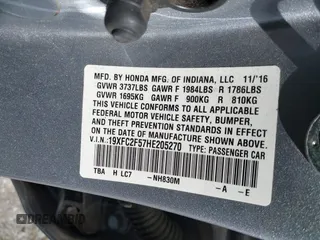 MFD. BY HONDA MFG. OF INDIANA, LLC 11/'16
GVWR 3737LBS GAWR F 1984LBS R 1786LBS
GVWR 1695KG GAWR F 900KG R 810KG
THIS VEHICLE CONFORMS TO ALL APPLICABLE
FEDERAL MOTOR VEHICLE SAFETY, BUMPER,
AND THEFT PREVENTION STANDARDS IN EFFECT
ON THE DATE OF MANUFACTURE SHOWN ABOVE.
V.I.N.:19XFC2F57HE205270 TYPE:PASSENGER CAR
TBA H LC7 -NH830M -A -E